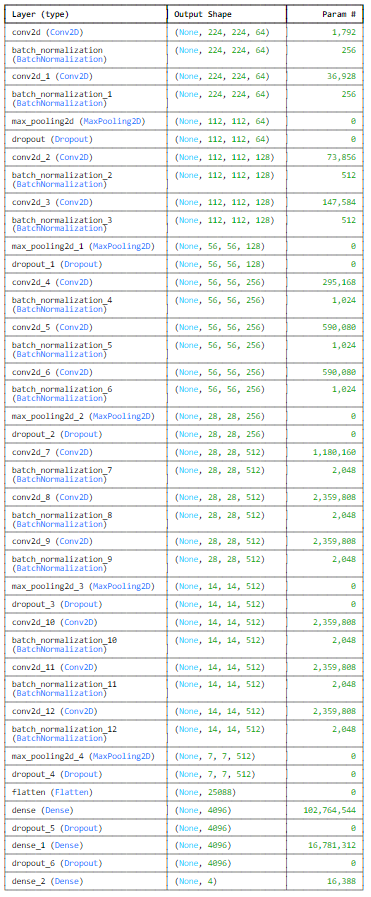 Layer (type) Output Shape Param #
conv2d (Conv2D) (None, 224, 224, 64) 1,792
batch_normalization (None, 224, 224, 64) 256
(BatchNormalization)
conv2d_1 (Conv2D) (None, 224, 224, 64) 36,928
batch_normalization_1 (None, 224, 224, 64) 256
(BatchNormalization)
max_pooling2d (MaxPooling2D) (None, 112, 112, 64) 0
dropout (Dropout) (None, 112, 112, 64) 0
conv2d_2 (Conv2D) (None, 112, 112, 128) 73,856
batch_normalization_2 (None, 112, 112, 128) 512
(BatchNormalization)
conv2d_3 (Conv2D) (None, 112, 112, 128) 147,584
batch_normalization_3 (None, 112, 112, 128) 512
(BatchNormalization)
max_pooling2d_1 (MaxPooling2D) (None, 56, 56, 128) 0
dropout_1 (Dropout) (None, 56, 56, 128) 0
conv2d_4 (Conv2D) (None, 56, 56, 256) 295,168
batch_normalization_4 (None, 56, 56, 256) 1,024
(BatchNormalization)
conv2d_5 (Conv2D) (None, 56, 56, 256) 590,080
batch_normalization_5 (None, 56, 56, 256) 1,024
(BatchNormalization)
conv2d_6 (Conv2D) (None, 56, 56, 256) 590,080
batch_normalization_6 (None, 56, 56, 256) 1,024
(BatchNormalization)
max_pooling2d_2 (MaxPooling2D) (None, 28, 28, 256) 0
dropout_2 (Dropout) (None, 28, 28, 256) 0
conv2d_7 (Conv2D) (None, 28, 28, 512) 1,180,160
batch_normalization_7 (None, 28, 28, 512) 2,048
(BatchNormalization)
conv2d_8 (Conv2D) (None, 28, 28, 512) 2,359,808
batch_normalization_8 (None, 28, 28, 512) 2,048
(BatchNormalization)
conv2d_9 (Conv2D) (None, 28, 28, 512) 2,359,808
batch_normalization_9 (None, 28, 28, 512) 2,048
(BatchNormalization)
max_pooling2d_3 (MaxPooling2D) (None, 14, 14, 512) 0
dropout_3 (Dropout) (None, 14, 14, 512) 0
conv2d_10 (Conv2D) (None, 14, 14, 512) 2,359,808
batch_normalization_10 (None, 14, 14, 512) 2,048
(BatchNormalization)
conv2d_11 (Conv2D) (None, 14, 14, 512) 2,359,808
batch_normalization_11 (None, 14, 14, 512) 2,048
(BatchNormalization)
conv2d_12 (Conv2D) (None, 14, 14, 512) 2,359,808
batch_normalization_12 (None, 14, 14, 512) 2,048
(BatchNormalization)
max_pooling2d_4 (MaxPooling2D) (None, 7, 7, 512) 0
dropout_4 (Dropout) (None, 7, 7, 512) 0
flatten (Flatten) (None, 25088) 0
dense (Dense) (None, 4096) 102,764,544
dropout_5 (Dropout) (None, 4096) 0
dense_1 (Dense) (None, 4096) 16,781,312
dropout_6 (Dropout) (None, 4096) 0
dense_2 (Dense) (None, 4) 16,388